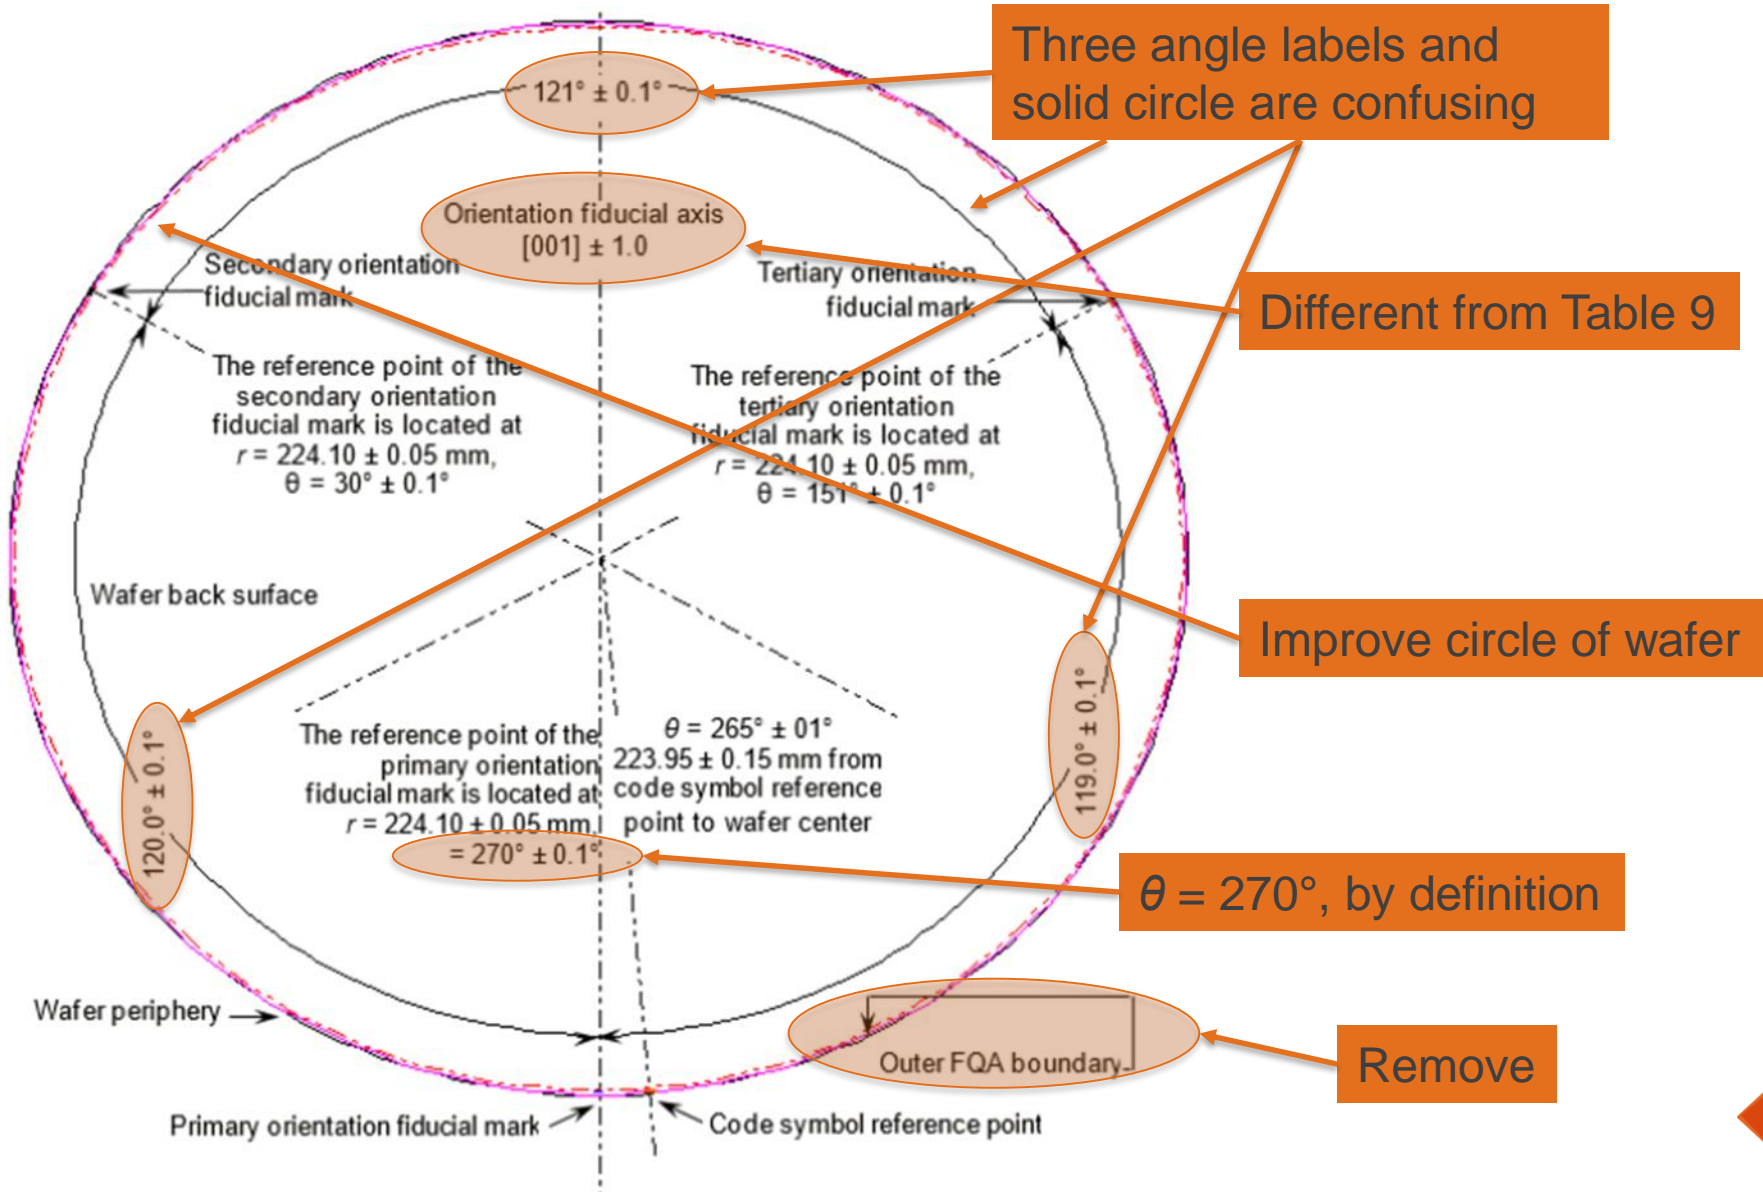 Three angle labels and
solid circle are confusing
121° ± 0.1°
Orientation fiducial axis
[001] ± 1.0
Secondary orientation
fiducial mark
Tertiary orientation
fiducial mark
Different from Table 9
The reference point of the
secondary orientation
fiducial mark is located at
r = 224.10 ± 0.05 mm,
θ = 30° ± 0.1°
The reference point of the
tertiary orientation
fiducial mark is located at
r = 224.10 ± 0.05 mm,
θ = 151° ± 0.1°
Wafer back surface
Improve circle of wafer
120.0° ± 0.1°
119.0° ± 0.1°
The reference point of the
primary orientation
fiducial mark is located at
r = 224.10 ± 0.05 mm,
= 270° ± 0.1°
θ = 265° ± 01°
223.95 ± 0.15 mm from
code symbol reference
point to wafer center
θ = 270°, by definition
Wafer periphery
Outer FQA boundary
Remove
Primary orientation fiducial mark
Code symbol reference point